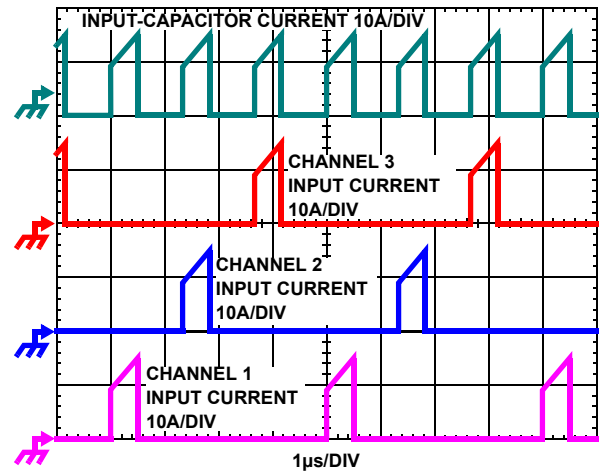 INPUT-CAPACITOR CURRENT 10A/DIV
CHANNEL 3
INPUT CURRENT
10A/DIV
CHANNEL 2
INPUT CURRENT
10A/DIV
CHANNEL 1
INPUT CURRENT
10A/DIV
1µs/DIV